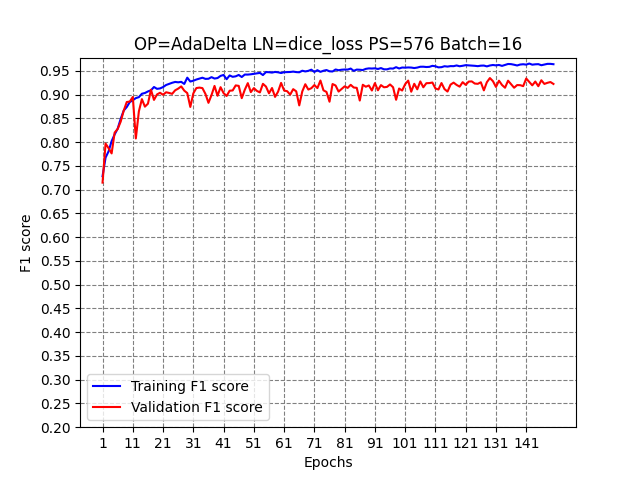 OP=AdaDelta LN=dice_loss PS=576 Batch=16
F1 score
0.95
0.90
0.85
0.80
0.75
0.70
0.65
0.60
0.55
0.50
0.45
0.40
0.35
0.30
0.25
0.20
Training F1 score
Validation F1 score
1 11 21 31 41 51 61 71 81 91 101 111 121 131 141
Epochs